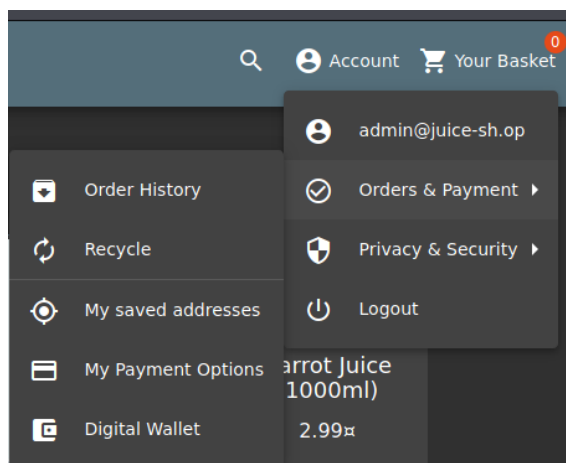 Account
Your Basket
0
admin@juice-sh.op
Orders & Payment
Privacy & Security
Logout
Order History
Recycle
My saved addresses
My Payment Options
Digital Wallet
arrot Juice
1000ml)
2.99¤